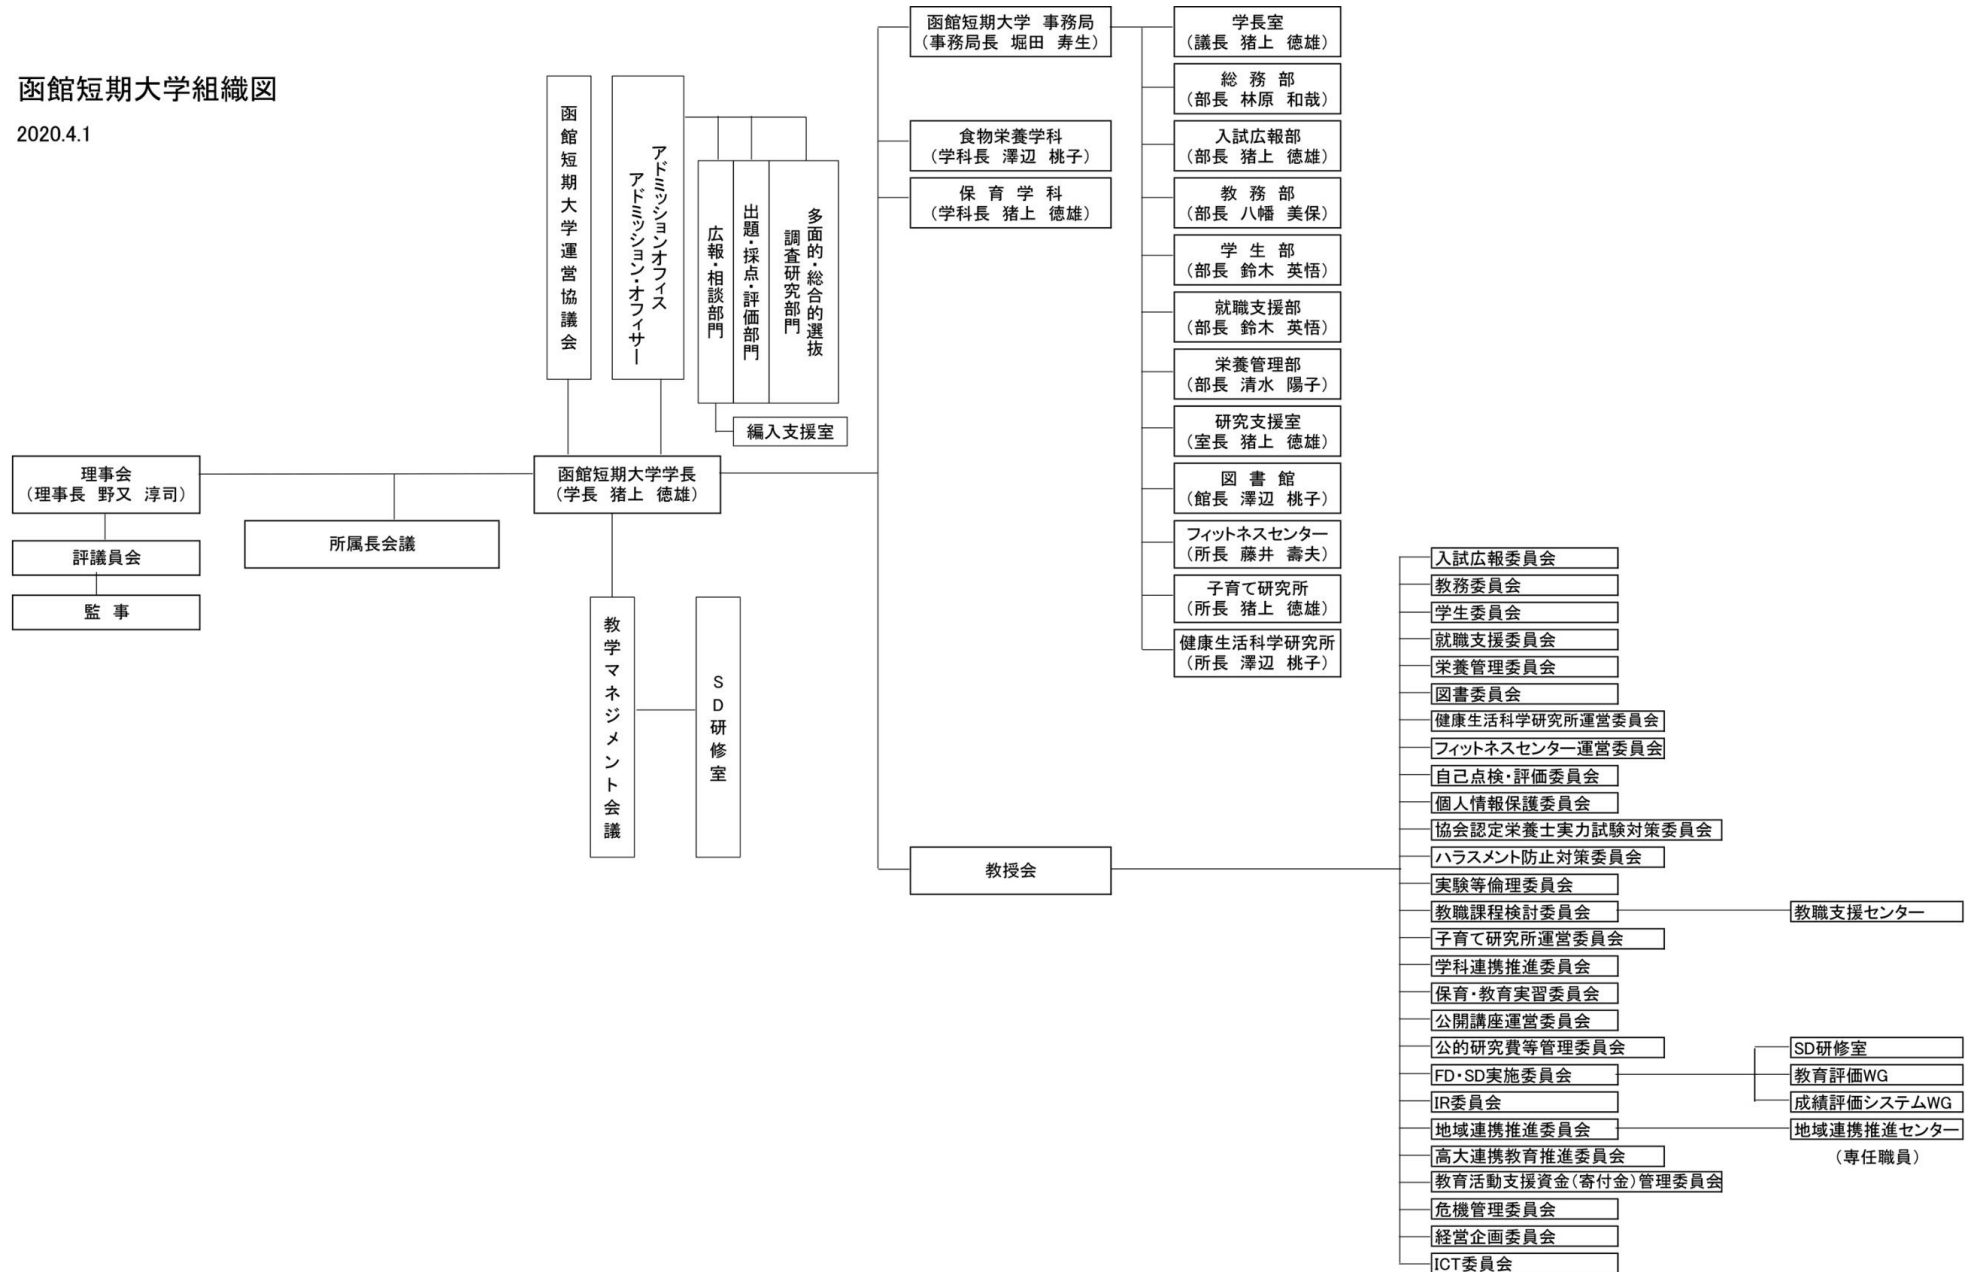 函館短期大学組織図
2020.4.1
理事会
（理事長 野又 淳司）
評議員会
監 事
所属長会議
函館短期大学運営協議会
アドミッションオフィス
アドミッション・オフィサー
広報・相談部門
出題・採点・評価部門
多面的・総合的選抜
調査研究部門
編入支援室
函館短期大学学長
（学長 猪上 徳雄）
教学マネジメント会議
SD研修室
函館短期大学 事務局
（事務局長 堀田 寿生）
食物栄養学科
（学科長 澤辺 桃子）
保 育 学 科
（学科長 猪上 徳雄）
教授会
学長室
（議長 猪上 徳雄）
総 務 部
（部長 林原 和哉）
入試広報部
（部長 猪上 徳雄）
教 務 部
（部長 八幡 美保）
学 生 部
（部長 鈴木 英悟）
就職支援部
（部長 鈴木 英悟）
栄養管理部
（部長 清水 陽子）
研究支援室
（室長 猪上 徳雄）
図 書 館
（館長 澤辺 桃子）
フィットネスセンター
（所長 藤井 壽夫）
子育て研究所
（所長 猪上 徳雄）
健康生活科学研究所
（所長 澤辺 桃子）
入試広報委員会
教務委員会
学生委員会
就職支援委員会
栄養管理委員会
図書委員会
健康生活科学研究所運営委員会
フィットネスセンター運営委員会
自己点検・評価委員会
個人情報保護委員会
協会認定栄養士実力試験対策委員会
ハラスメント防止対策委員会
実験等倫理委員会
教職課程検討委員会
教職支援センター
子育て研究所運営委員会
学科連携推進委員会
保育・教育実習委員会
公開講座運営委員会
公的研究費等管理委員会
FD・SD実施委員会
SD研修室
教育評価WG
成績評価システムWG
IR委員会
地域連携推進委員会
地域連携推進センター
（専任職員）
高大連携教育推進委員会
教育活動支援資金（寄付金）管理委員会
危機管理委員会
経営企画委員会
ICT委員会